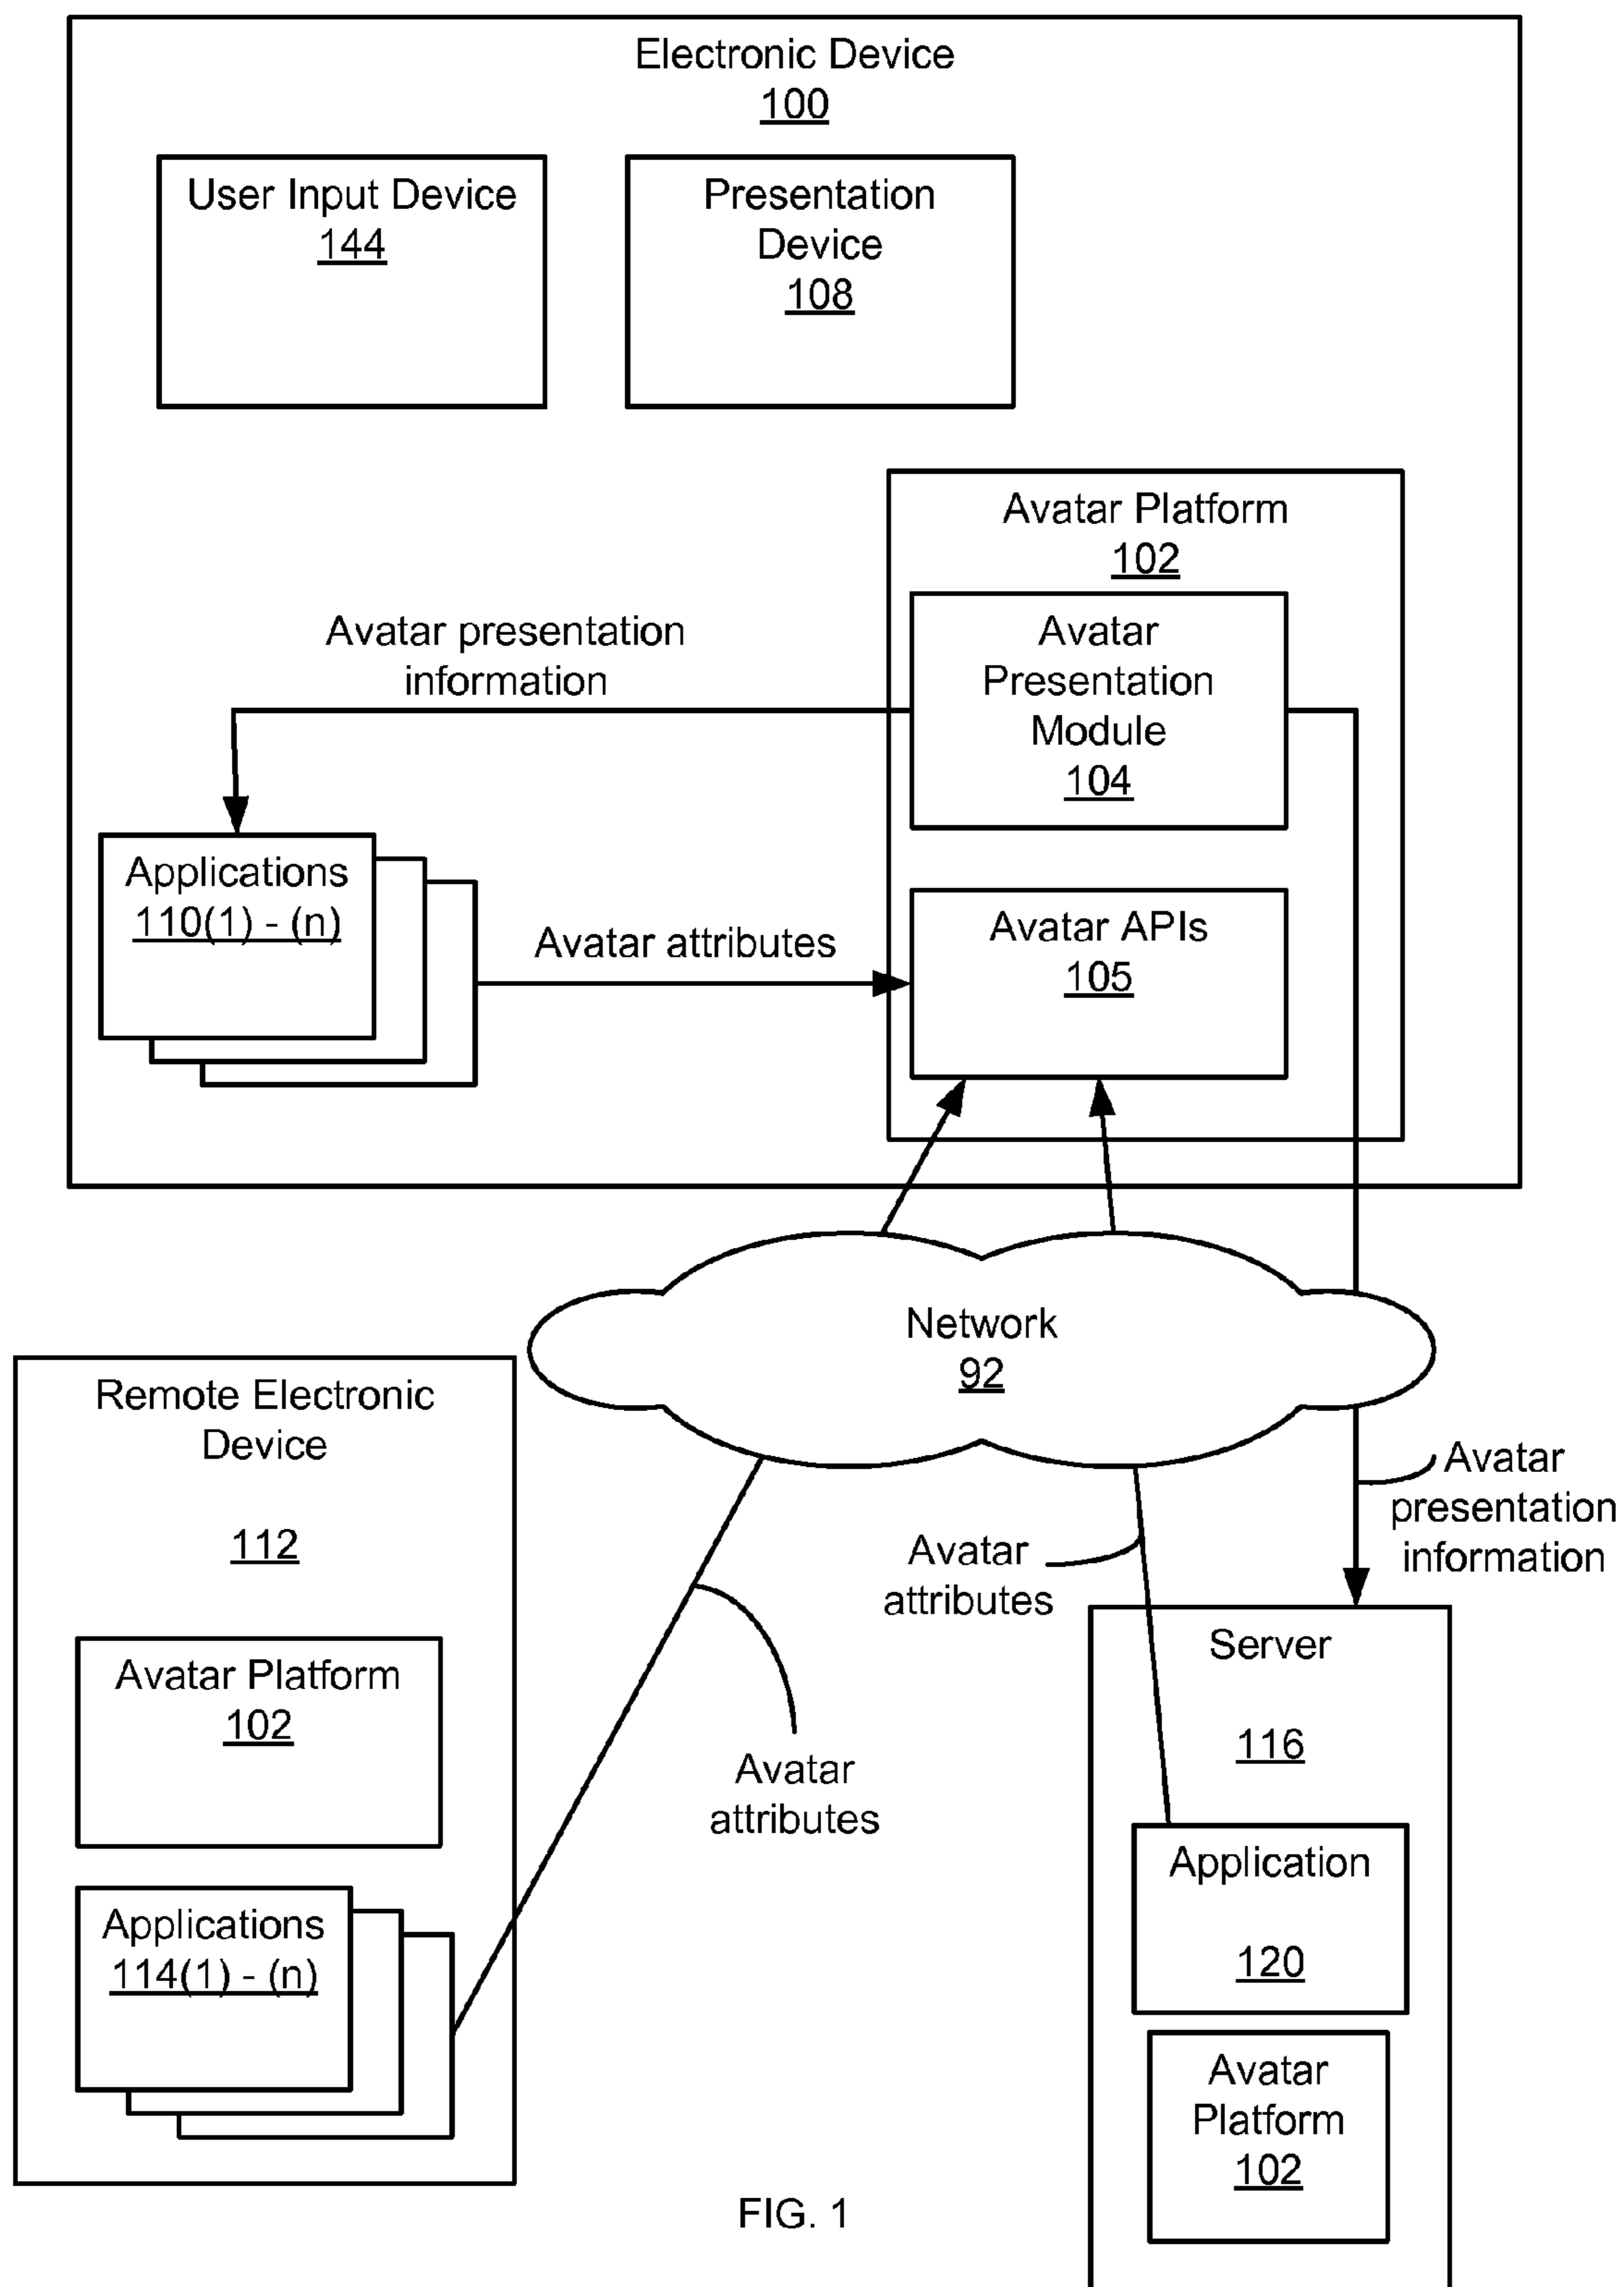 Electronic Device
100
User Input Device
144
Presentation
Device
108
Avatar Platform
102
Avatar presentation
information
Avatar
Presentation
Module
104
Applications
110(1) - (n)
Avatar attributes
Avatar APIs
105
Network
92
Remote Electronic
Device
112
Avatar
presentation
information
Avatar
attributes
Server
116
Avatar Platform
102
Avatar
attributes
Application
120
Applications
114(1) - (n)
Avatar
Platform
102
FIG. 1